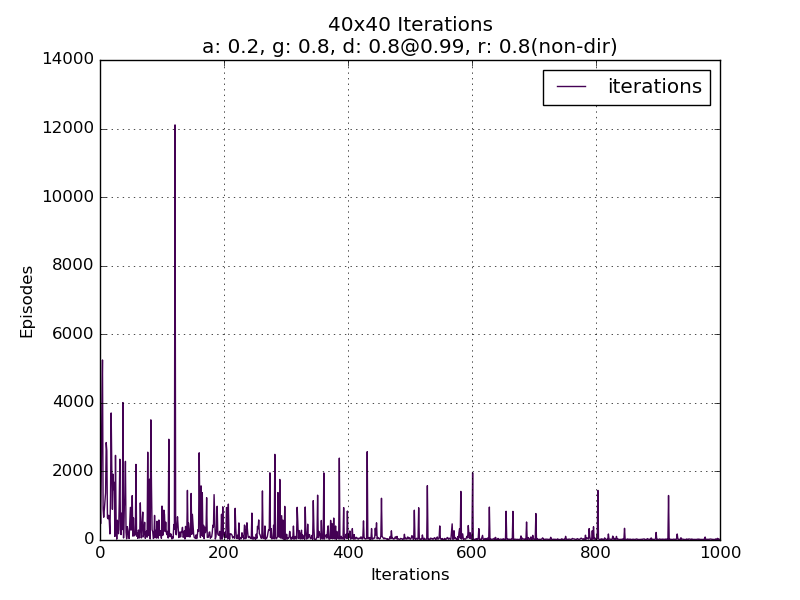 40x40 Iterations
a: 0.2, g: 0.8, d: 0.8@0.99, r: 0.8(non-dir)
14000
iterations
12000
10000
8000
Episodes
6000
4000
2000
0
0 200 400 600 800 1000
Iterations